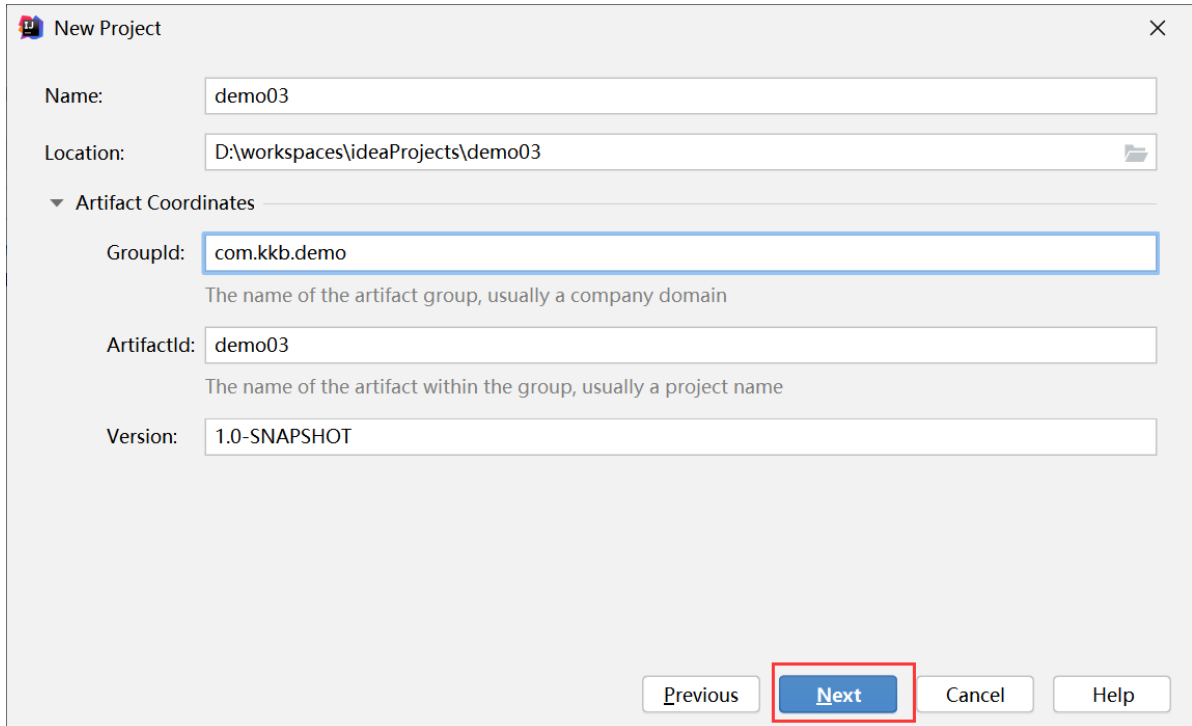 New Project
Name: demo03
Location: D:\workspaces\ideaProjects\demo03
Artifact Coordinates
GroupId: com.kkb.demo
The name of the artifact group, usually a company domain
ArtifactId: demo03
The name of the artifact within the group, usually a project name
Version: 1.0-SNAPSHOT
Previous Next Cancel Help